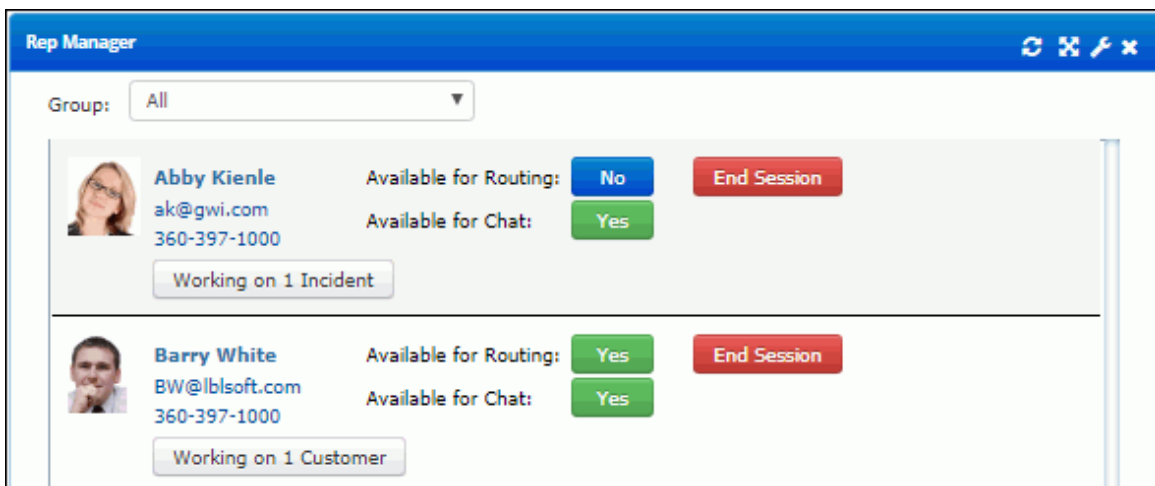 Rep Manager
Group: All
Abby Kienle Available for Routing: No End Session
ak@gwi.com Available for Chat: Yes
360-397-1000
Working on 1 Incident
Barry White Available for Routing: Yes End Session
BW@lblsoft.com Available for Chat: Yes
360-397-1000
Working on 1 Customer